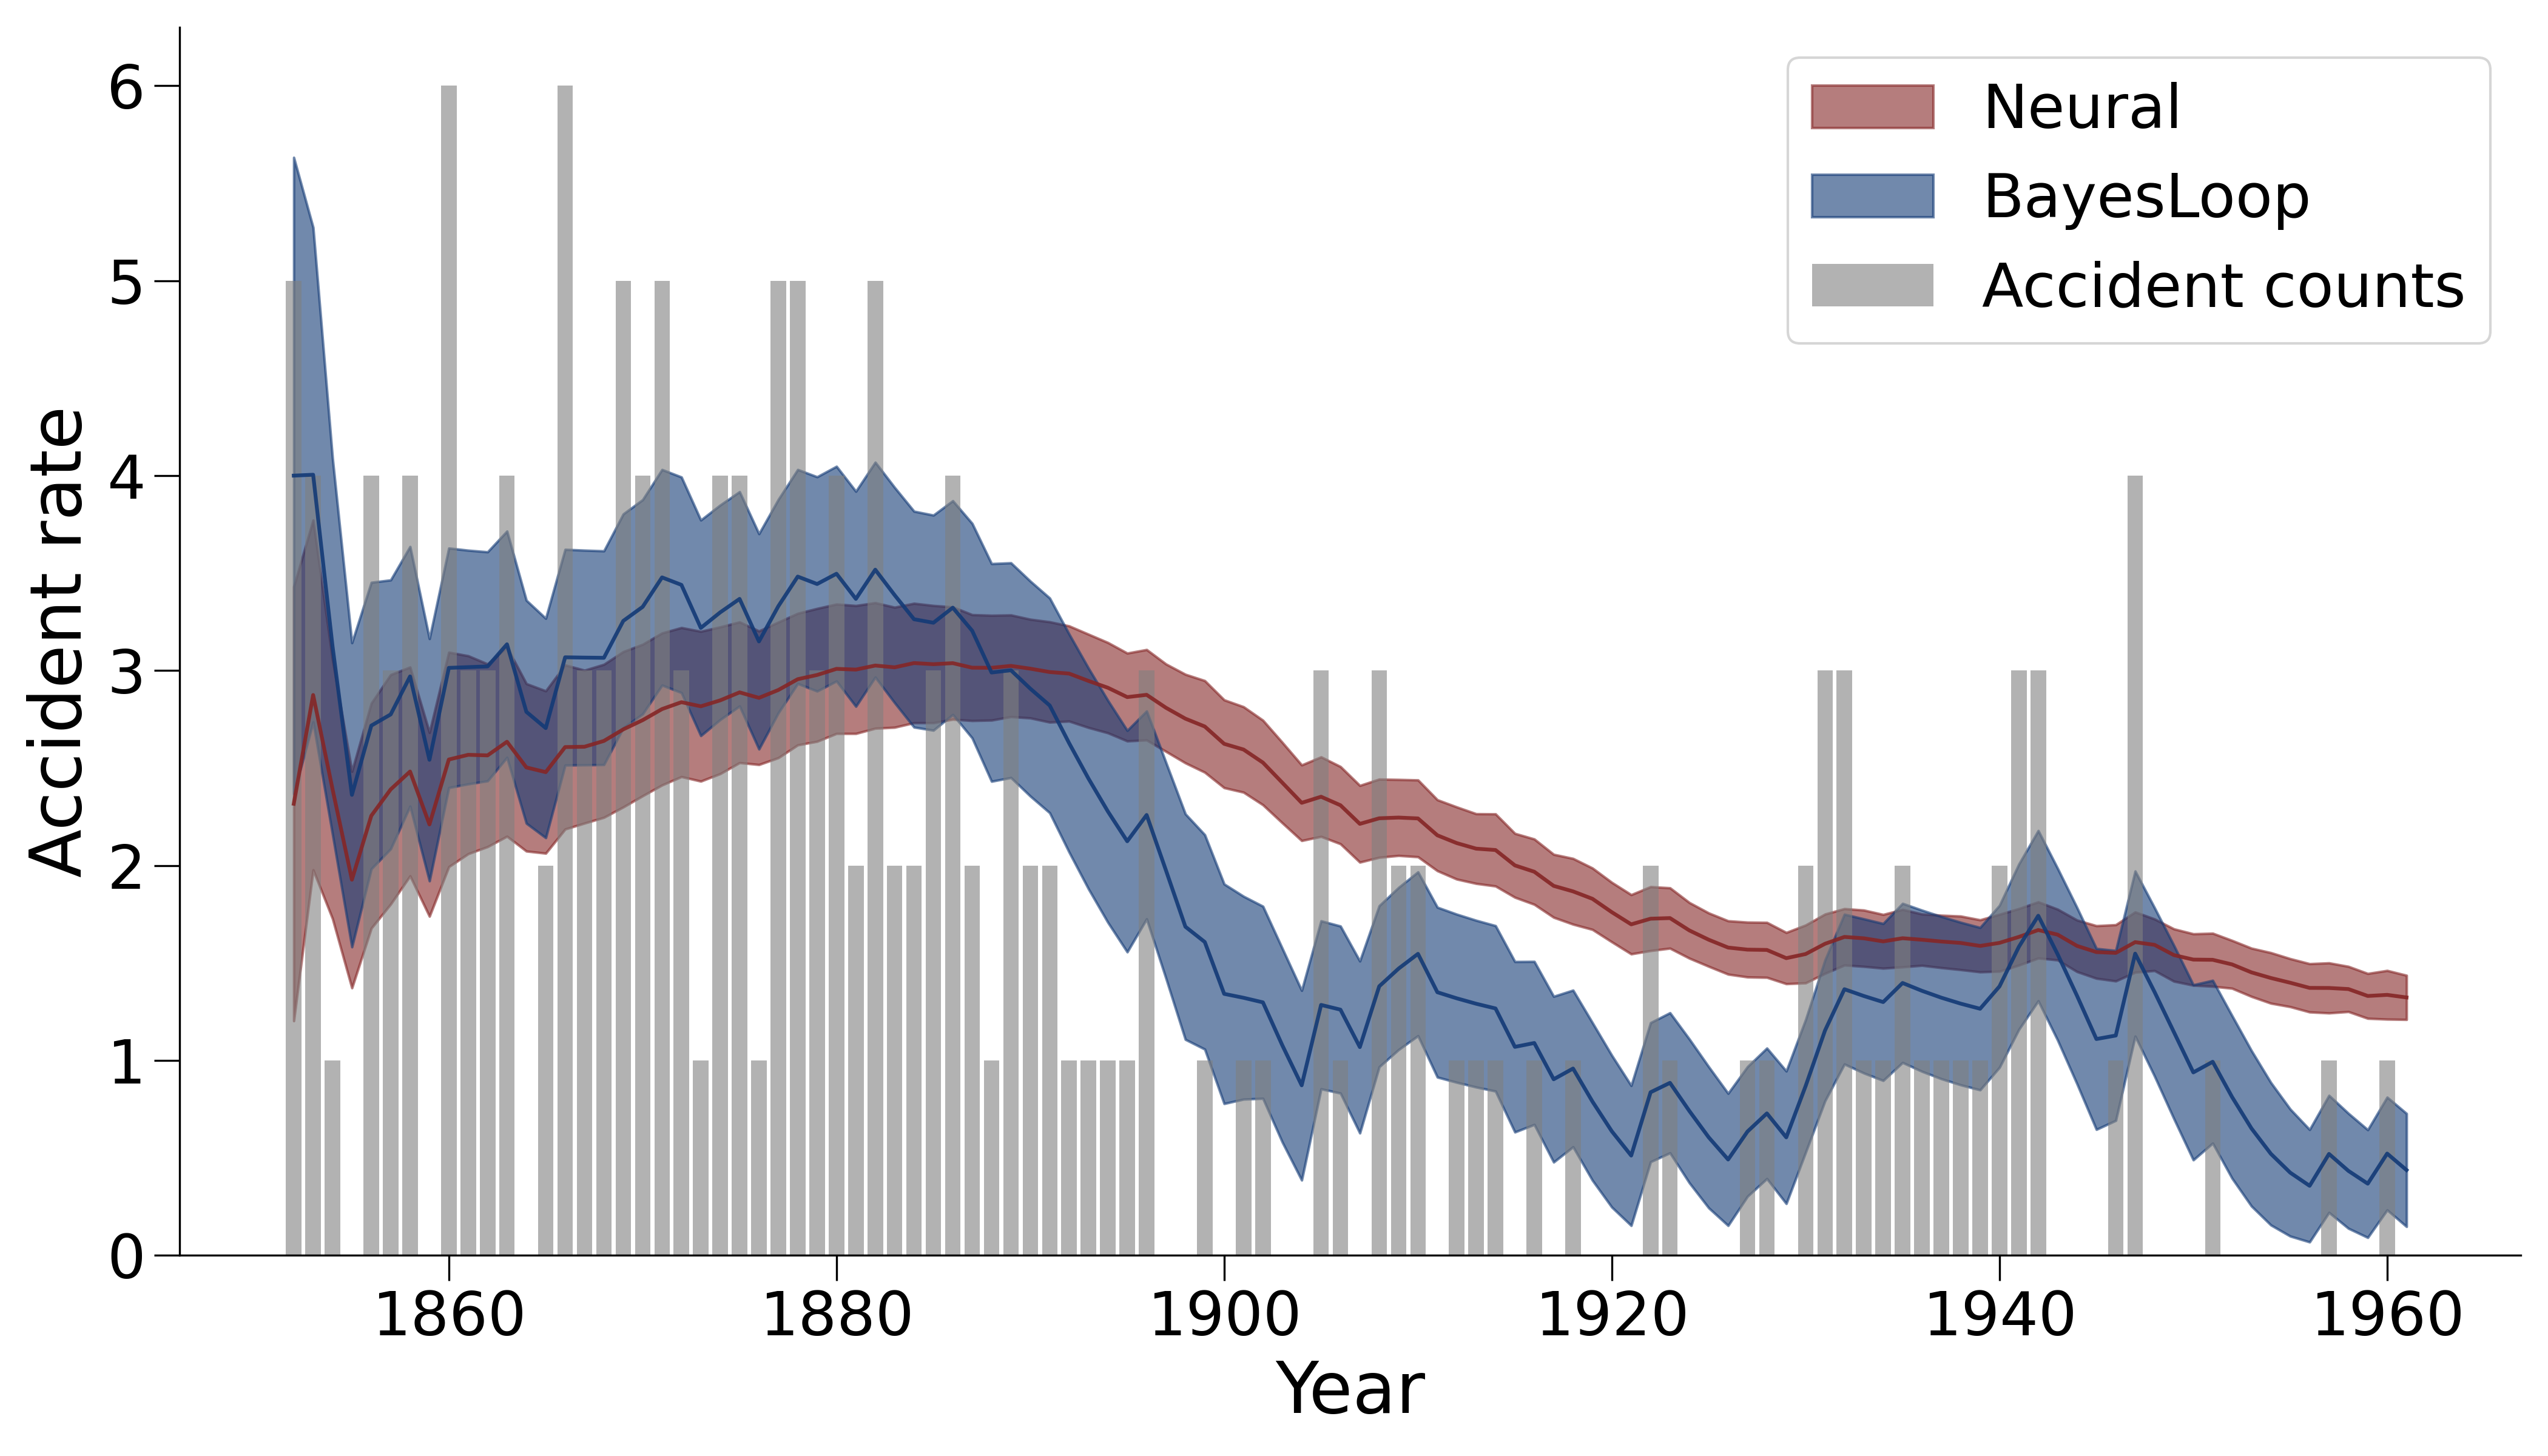 Neural
BayesLoop
Accident counts
Accident rate
6
5
4
3
2
1
0
1860 1880 1900 1920 1940 1960
Year